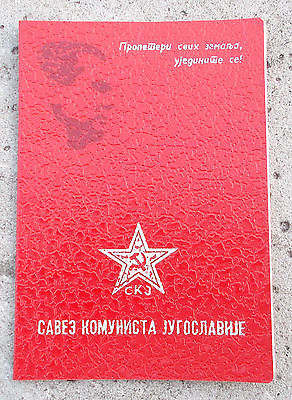 Пролетери свих земаља,
уједините се!
СКЈ
САВЕЗ КОМУНИСТА ЈУГОСЛАВИЈЕ